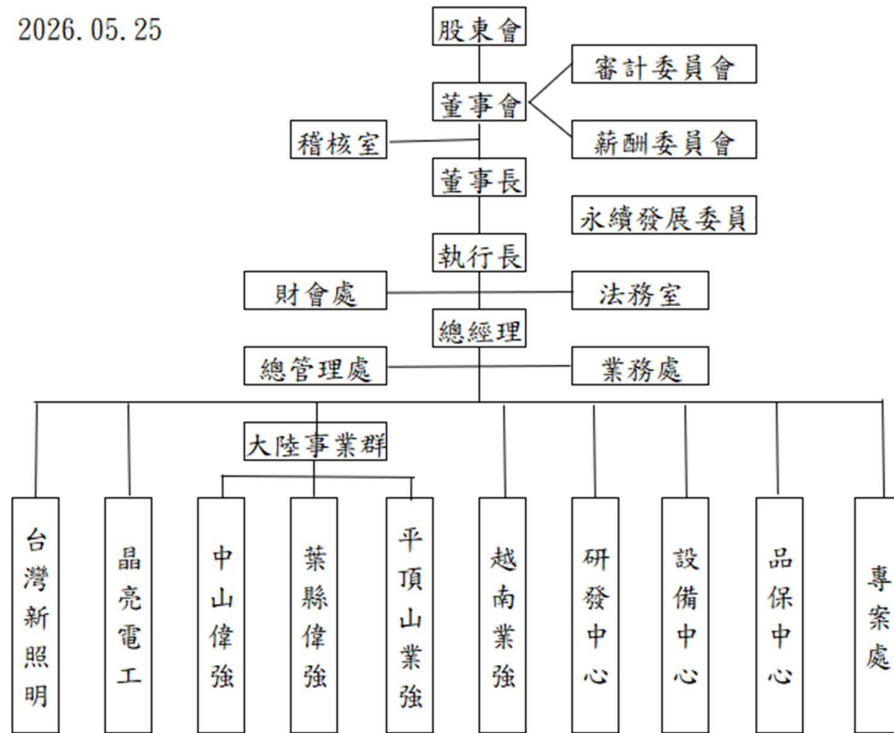 2026.05.25
股東會
審計委員會
董事會
稽核室
薪酬委員會
董事長
永續發展委員
執行長
財會處
法務室
總經理
總管理處
業務處
大陸事業群
台灣新照明
晶亮電工
中山偉強
葉縣偉強
平頂山業強
越南業強
研發中心
設備中心
品保中心
專案處